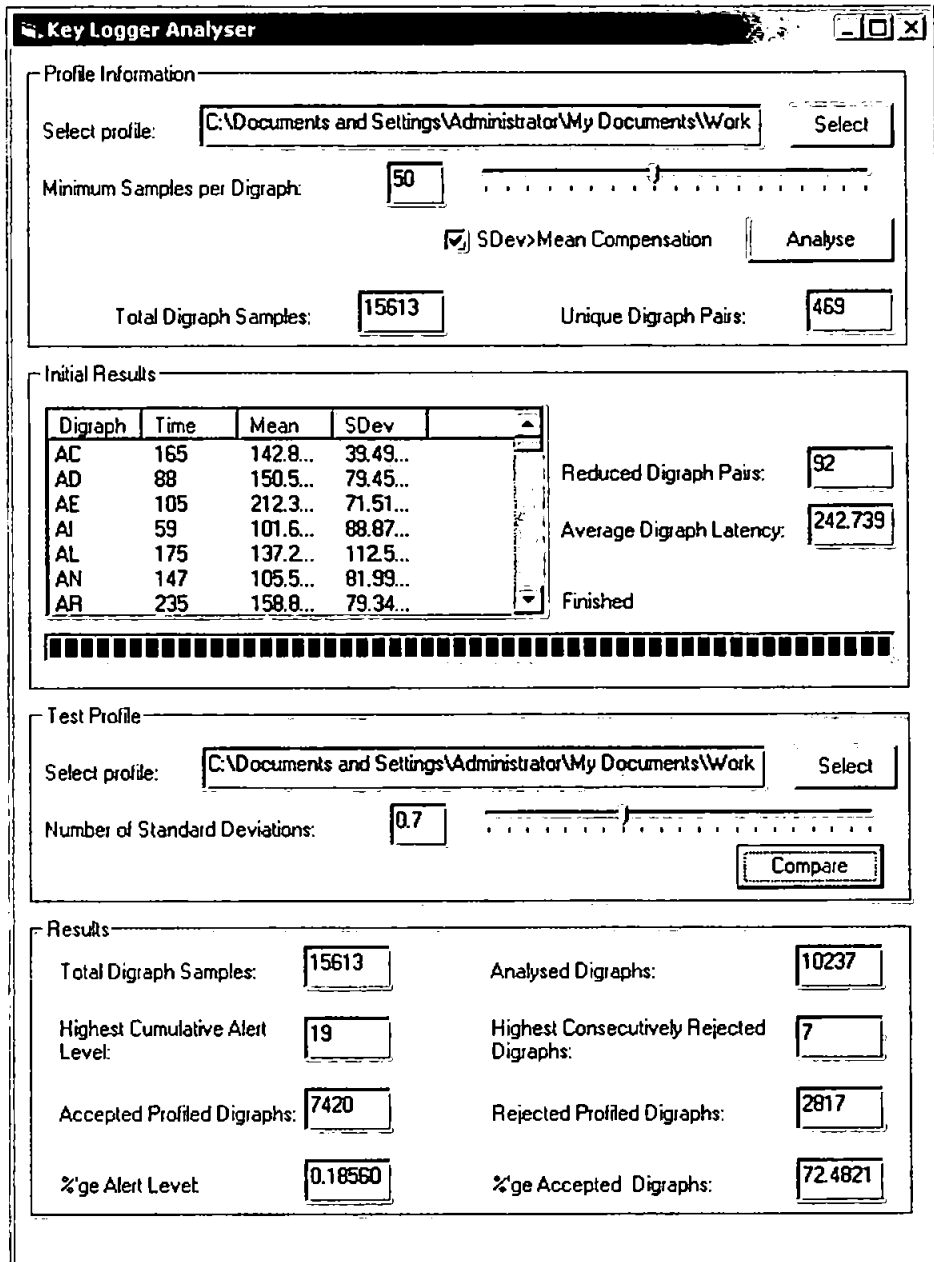 Key Logger Analyser
Profile Information
Select profile: C:\Documents and Settings\Administrator\My Documents\Work Select
Minimum Samples per Digraph: 50
SDev>Mean Compensation Analyse
Total Digraph Samples: 15613 Unique Digraph Pairs: 469
Initial Results
Digraph Time Mean SDev
AC 165 142.8... 39.49...
AD 88 150.5... 79.45...
AE 105 212.3... 71.51...
AI 59 101.6... 88.87...
AL 175 137.2... 112.5...
AN 147 105.5... 81.99...
AR 235 158.8... 79.34...
Reduced Digraph Pairs: 92
Average Digraph Latency: 242.739
Finished
Test Profile
Select profile: C:\Documents and Settings\Administrator\My Documents\Work Select
Number of Standard Deviations: 0.7
Compare
Results
Total Digraph Samples: 15613 Analysed Digraphs: 10237
Highest Cumulative Alert
Level: 19
Highest Consecutively Rejected
Digraphs: 7
Accepted Profiled Digraphs: 7420 Rejected Profiled Digraphs: 2817
%'ge Alert Level: 0.18560 %'ge Accepted Digraphs: 72.4821